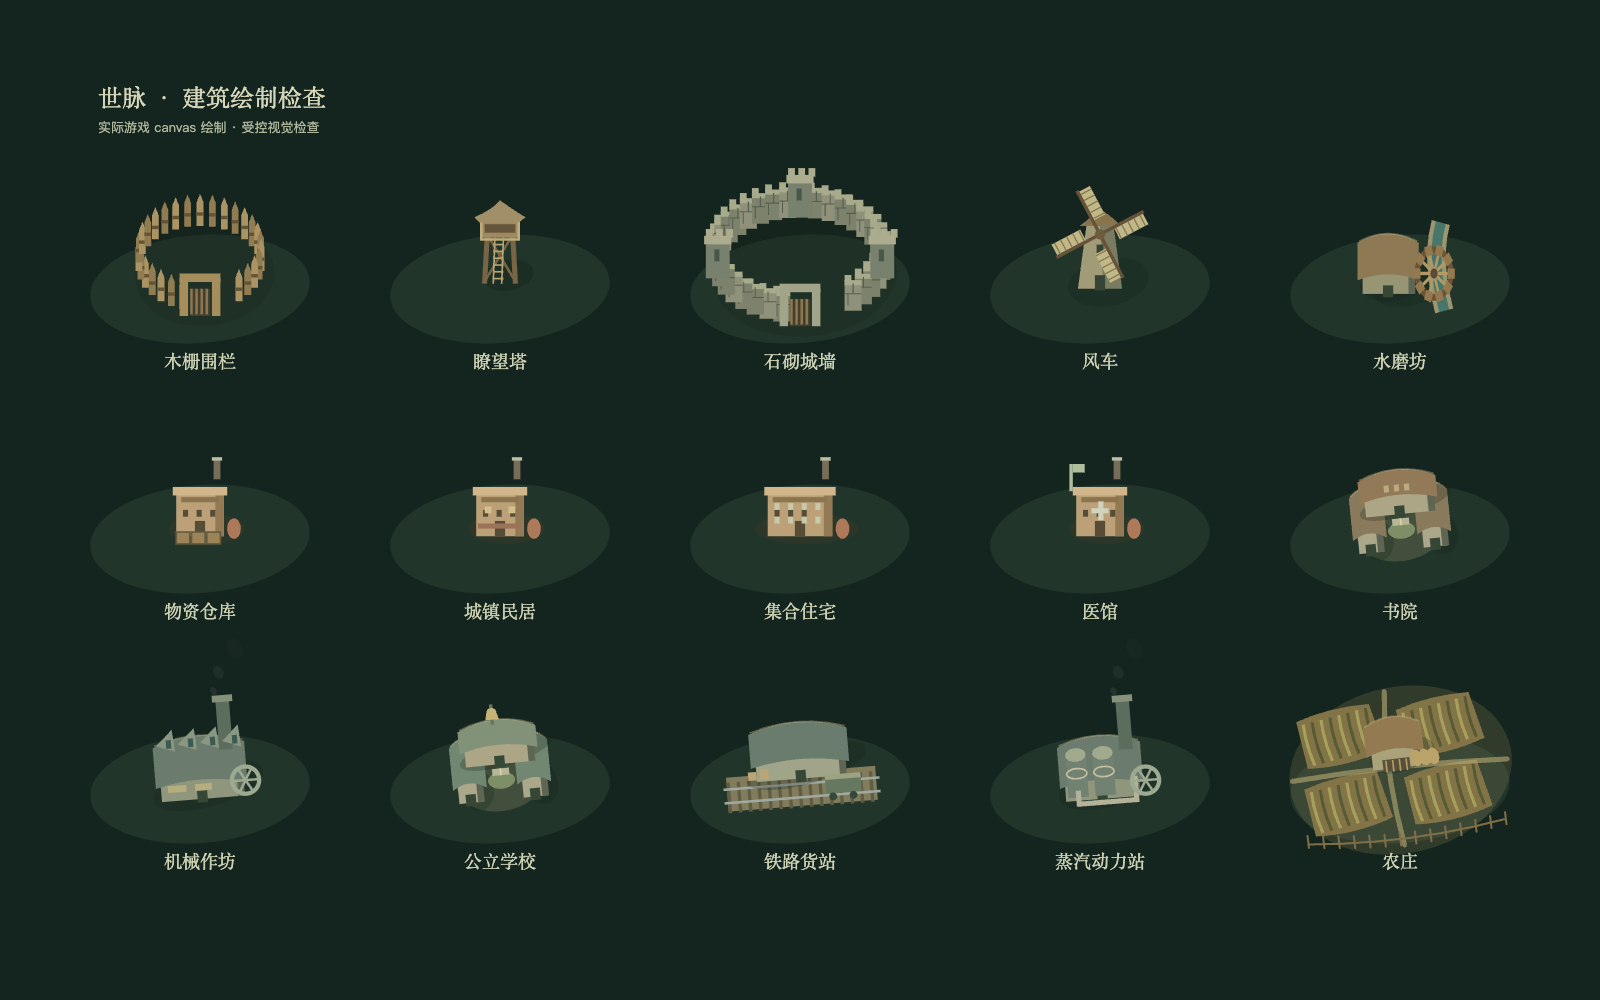 世脉 · 建筑绘制检查
实际游戏 canvas 绘制 · 受控视觉检查
木栅围栏
瞭望塔
石砌城墙
风车
水磨坊
物资仓库
城镇民居
集合住宅
医馆
书院
机械作坊
公立学校
铁路货站
蒸汽动力站
农庄